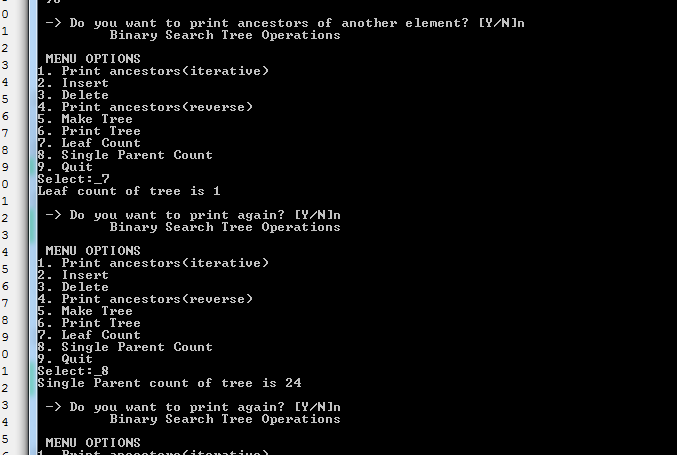 -> Do you want to print ancestors of another element? [Y/N]n
Binary Search Tree Operations
MENU OPTIONS
1. Print ancestors(iterative)
2. Insert
3. Delete
4. Print ancestors(reverse)
5. Make Tree
6. Print Tree
7. Leaf Count
8. Single Parent Count
9. Quit
Select:_7
Leaf count of tree is 1
-> Do you want to print again? [Y/N]n
Binary Search Tree Operations
MENU OPTIONS
1. Print ancestors(iterative)
2. Insert
3. Delete
4. Print ancestors(reverse)
5. Make Tree
6. Print Tree
7. Leaf Count
8. Single Parent Count
9. Quit
Select:_8
Single Parent count of tree is 24
-> Do you want to print again? [Y/N]n
Binary Search Tree Operations
MENU OPTIONS
1. Print ancestors(iterative)